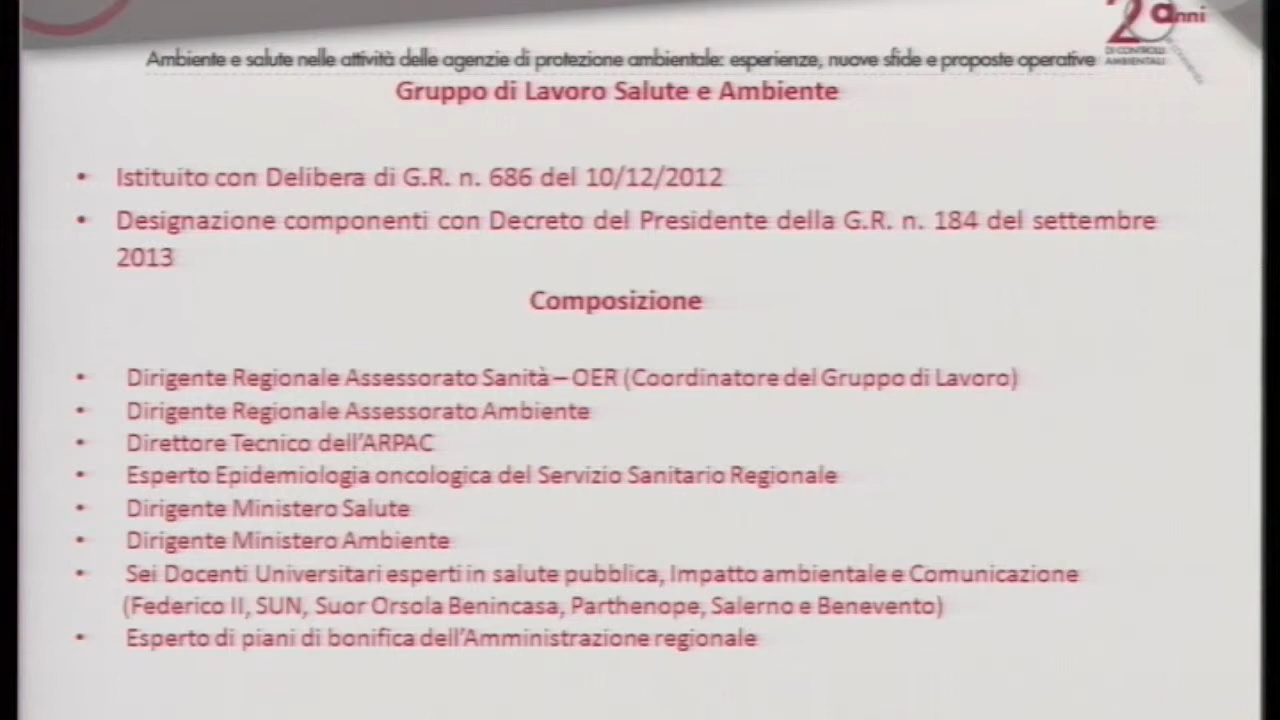 20 anni
DI CONTROLLI
AMBIENTALI
Ambiente e salute nelle attività delle agenzie di protezione ambientale: esperienze, nuove sfide e proposte operative
Gruppo di Lavoro Salute e Ambiente
• Istituito con Delibera di G.R. n. 686 del 10/12/2012
• Designazione componenti con Decreto del Presidente della G.R. n. 184 del settembre
2013
Composizione
• Dirigente Regionale Assessorato Sanità – OER (Coordinatore del Gruppo di Lavoro)
• Dirigente Regionale Assessorato Ambiente
• Direttore Tecnico dell'ARPAC
• Esperto Epidemiologia oncologica del Servizio Sanitario Regionale
• Dirigente Ministero Salute
• Dirigente Ministero Ambiente
• Sei Docenti Universitari esperti in salute pubblica, Impatto ambientale e Comunicazione
(Federico II, SUN, Suor Orsola Benincasa, Parthenope, Salerno e Benevento)
• Esperto di piani di bonifica dell'Amministrazione regionale